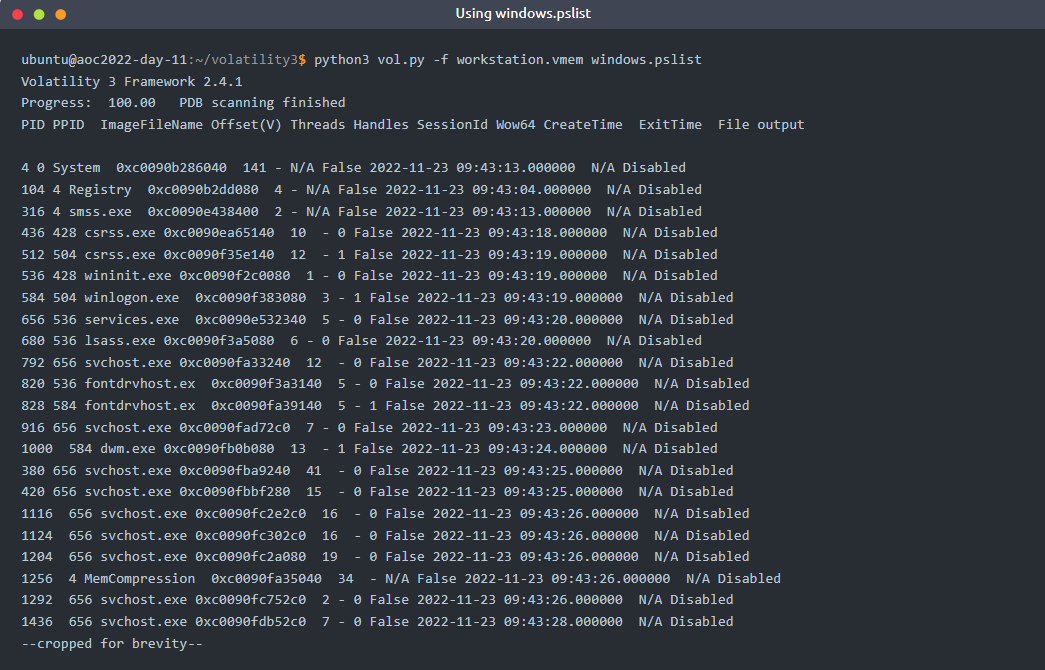 Using windows.pslist
ubuntu@aoc2022-day-11:~/volatility3$ python3 vol.py -f workstation.vmem windows.pslist
Volatility 3 Framework 2.4.1
Progress:  100.00   PDB scanning finished
PID PPID  ImageFileName Offset(V) Threads Handles SessionId Wow64 CreateTime  ExitTime  File output
4 0 System  0xc0090b286040  141 - N/A False 2022-11-23 09:43:13.000000  N/A Disabled
104 4 Registry  0xc0090b2dd080  4 - N/A False 2022-11-23 09:43:04.000000  N/A Disabled
316 4 smss.exe  0xc0090e438400  2 - N/A False 2022-11-23 09:43:13.000000  N/A Disabled
436 428 csrss.exe 0xc0090ea65140  10  - 0 False 2022-11-23 09:43:18.000000  N/A Disabled
512 504 csrss.exe 0xc0090f35e140  12  - 1 False 2022-11-23 09:43:19.000000  N/A Disabled
536 428 wininit.exe 0xc0090f2c0080  1 - 0 False 2022-11-23 09:43:19.000000  N/A Disabled
584 504 winlogon.exe  0xc0090f383080  3 - 1 False 2022-11-23 09:43:19.000000  N/A Disabled
656 536 services.exe  0xc0090e532340  5 - 0 False 2022-11-23 09:43:20.000000  N/A Disabled
680 536 lsass.exe 0xc0090f3a5080  6 - 0 False 2022-11-23 09:43:20.000000  N/A Disabled
792 656 svchost.exe 0xc0090fa33240  12  - 0 False 2022-11-23 09:43:22.000000  N/A Disabled
820 536 fontdrvhost.ex  0xc0090f3a3140  5 - 0 False 2022-11-23 09:43:22.000000  N/A Disabled
828 584 fontdrvhost.ex  0xc0090fa39140  5 - 1 False 2022-11-23 09:43:22.000000  N/A Disabled
916 656 svchost.exe 0xc0090fad72c0  7 - 0 False 2022-11-23 09:43:23.000000  N/A Disabled
1000  584 dwm.exe 0xc0090fb0b080  13  - 1 False 2022-11-23 09:43:24.000000  N/A Disabled
380 656 svchost.exe 0xc0090fba9240  41  - 0 False 2022-11-23 09:43:25.000000  N/A Disabled
420 656 svchost.exe 0xc0090fbbf280  15  - 0 False 2022-11-23 09:43:25.000000  N/A Disabled
1116  656 svchost.exe 0xc0090fc2e2c0  16  - 0 False 2022-11-23 09:43:26.000000  N/A Disabled
1124  656 svchost.exe 0xc0090fc302c0  16  - 0 False 2022-11-23 09:43:26.000000  N/A Disabled
1204  656 svchost.exe 0xc0090fc2a080  19  - 0 False 2022-11-23 09:43:26.000000  N/A Disabled
1256  4 MemCompression  0xc0090fa35040  34  - N/A False 2022-11-23 09:43:26.000000  N/A Disabled
1292  656 svchost.exe 0xc0090fc752c0  2 - 0 False 2022-11-23 09:43:26.000000  N/A Disabled
1436  656 svchost.exe 0xc0090fdb52c0  7 - 0 False 2022-11-23 09:43:28.000000  N/A Disabled
--cropped for brevity--